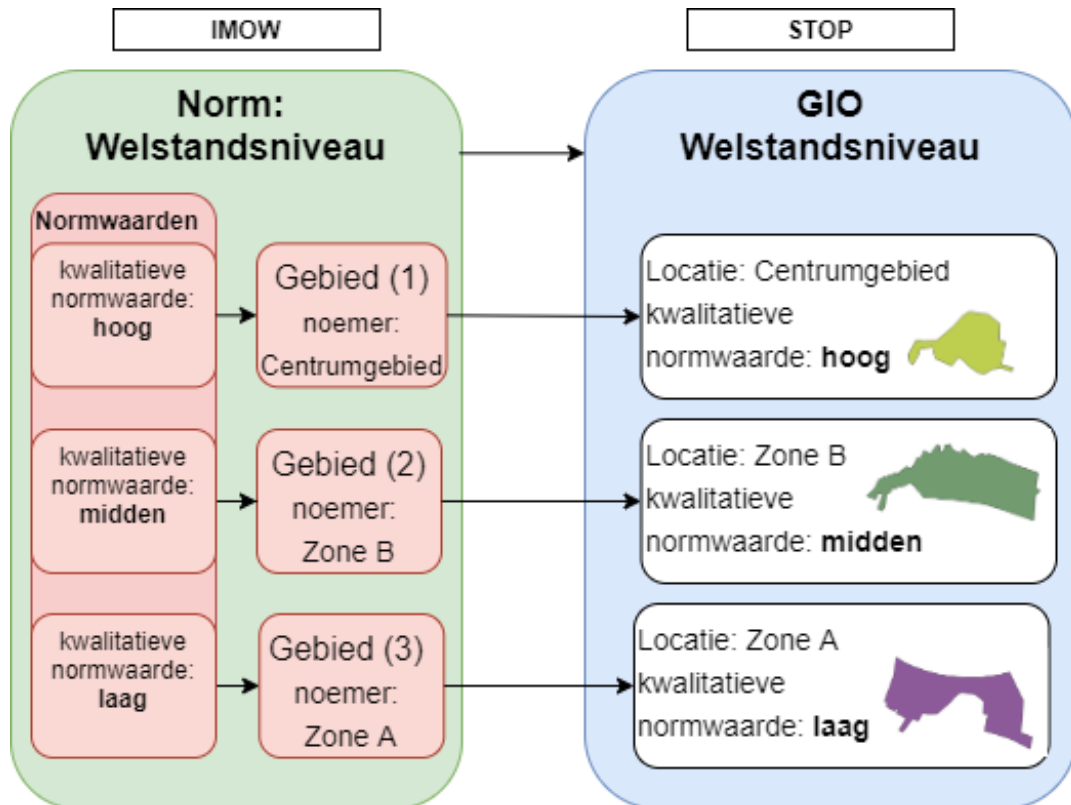 IMOW
STOP
Norm:
Welstandsniveau
GIO
Welstandsniveau
Normwaarden
kwalitatieve
normwaarde:
hoog
Gebied (1)
noemer:
Centrumgebied
Locatie: Centrumgebied
kwalitatieve
normwaarde: hoog
kwalitatieve
normwaarde:
midden
Gebied (2)
noemer:
Zone B
Locatie: Zone B
kwalitatieve
normwaarde: midden
kwalitatieve
normwaarde:
laag
Gebied (3)
noemer:
Zone A
Locatie: Zone A
kwalitatieve
normwaarde: laag